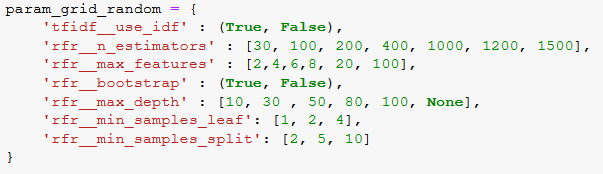 param_grid_random = {
    'tfidf__use_idf' : (True, False),
    'rfr__n_estimators' : [30, 100, 200, 400, 1000, 1200, 1500],
    'rfr__max_features' : [2,4,6,8, 20, 100],
    'rfr__bootstrap' : (True, False),
    'rfr__max_depth' : [10, 30 , 50, 80, 100, None],
    'rfr__min_samples_leaf': [1, 2, 4],
    'rfr__min_samples_split': [2, 5, 10]
}